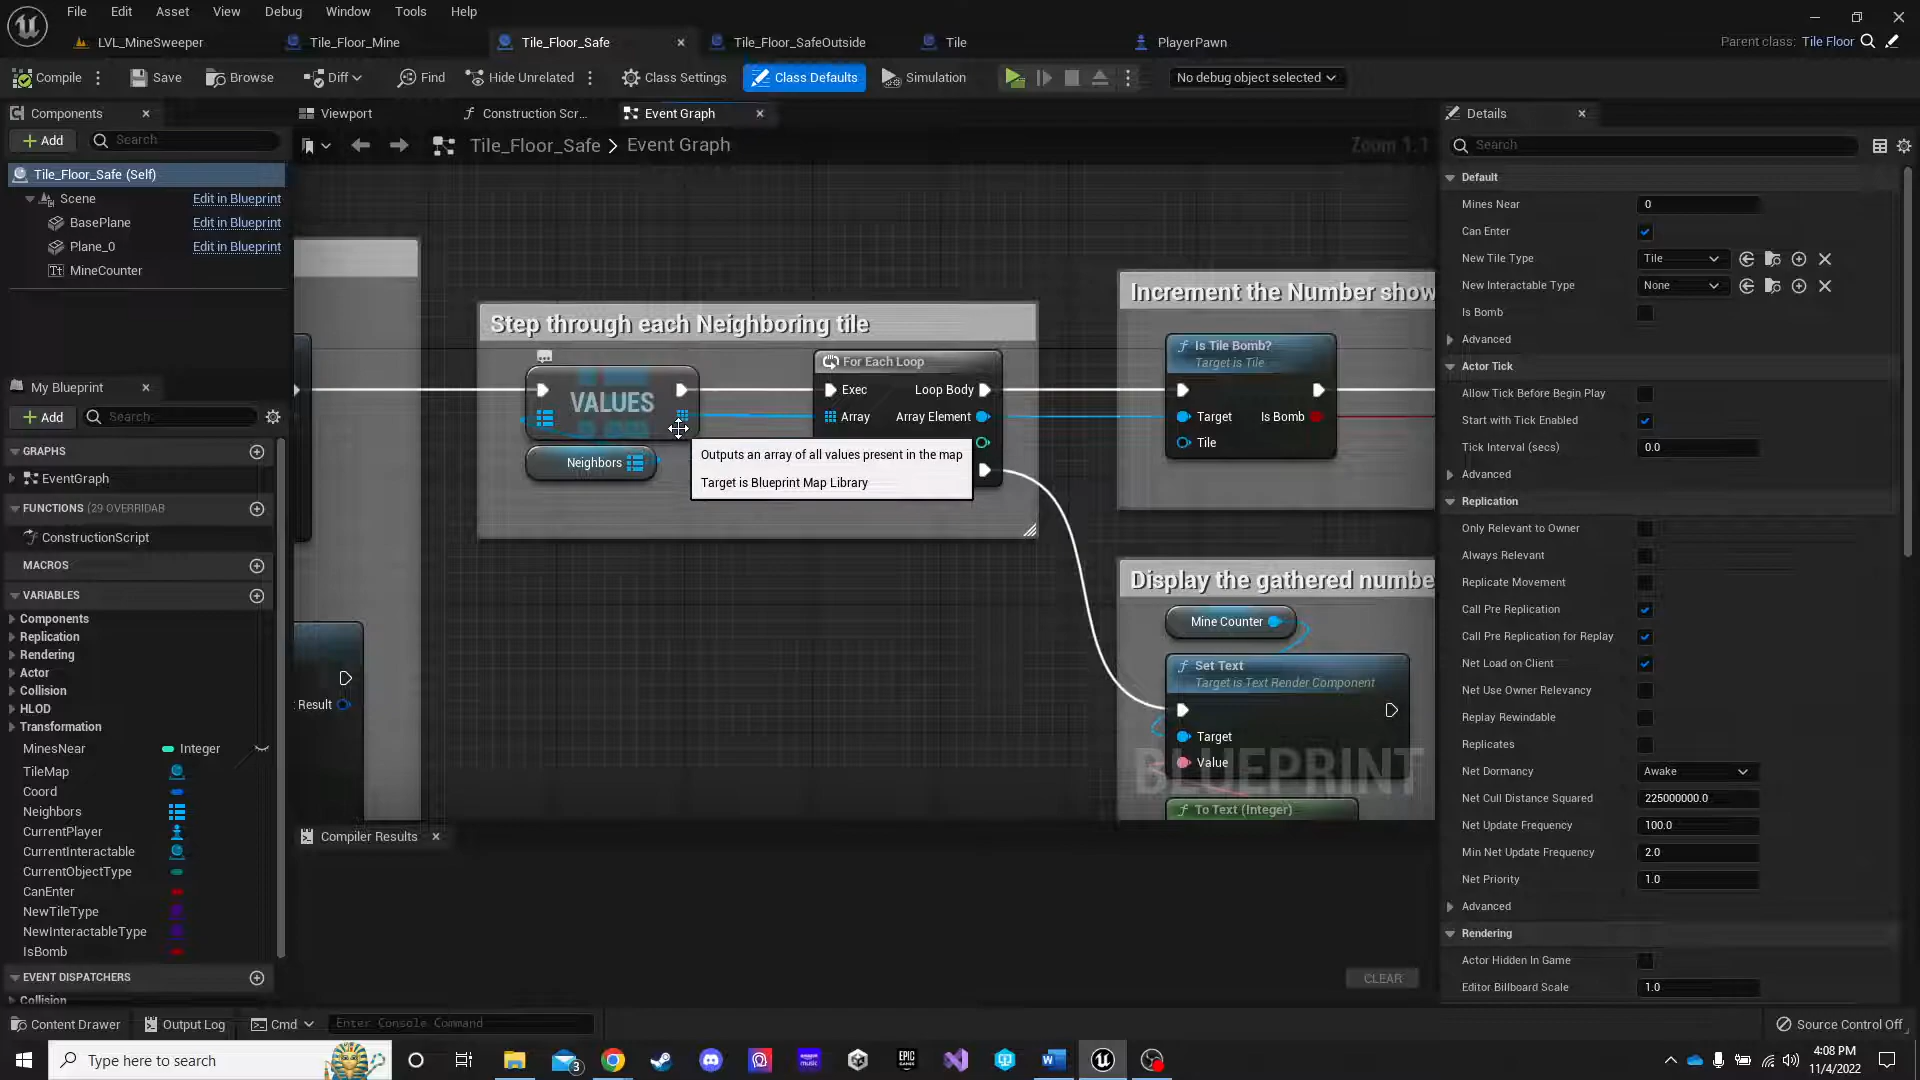 File Edit Asset View Debug Window Tools Help
LVL_MineSweeper Tile_Floor_Mine Tile_Floor_Safe Tile_Floor_SafeOutside Tile PlayerPawn Parent class: Tile Floor
Compile Save Browse Diff Find Hide Unrelated Class Settings Class Defaults Simulation No debug object selected
Components Viewport Construction Scr... Event Graph Details
Add Search Tile_Floor_Safe > Event Graph Zoom 1:1 Search
Tile_Floor_Safe (Self)
Scene Edit in Blueprint
BasePlane Edit in Blueprint
Plane_0 Edit in Blueprint
MineCounter
My Blueprint
Add Search
GRAPHS
EventGraph
FUNCTIONS (29 OVERRIDAB
ConstructionScript
MACROS
VARIABLES
Components
Replication
Rendering
Actor
Collision
HLOD
Transformation
MinesNear Integer
TileMap
Coord
Neighbors
CurrentPlayer
CurrentInteractable
CurrentObjectType
CanEnter
NewTileType
NewInteractableType
IsBomb
EVENT DISPATCHERS
Collision
Result
Step through each Neighboring tile
VALUES
Neighbors
For Each Loop
Exec Loop Body
Array Array Element
Outputs an array of all values present in the map
Target is Blueprint Map Library
Increment the Number show
Is Tile Bomb?
Target is Tile
Target Is Bomb
Tile
Display the gathered numbe
Mine Counter
Set Text
Target is Text Render Component
Target
Value
BLUEPRINT
To Text (Integer)
Compiler Results
CLEAR
Default
Mines Near 0
Can Enter
New Tile Type Tile
New Interactable Type None
Is Bomb
Advanced
Actor Tick
Allow Tick Before Begin Play
Start with Tick Enabled
Tick Interval (secs) 0.0
Advanced
Replication
Only Relevant to Owner
Always Relevant
Replicate Movement
Call Pre Replication
Call Pre Replication for Replay
Net Load on Client
Net Use Owner Relevancy
Replay Rewindable
Replicates
Net Dormancy Awake
Net Cull Distance Squared 225000000.0
Net Update Frequency 100.0
Min Net Update Frequency 2.0
Net Priority 1.0
Advanced
Rendering
Actor Hidden In Game
Editor Billboard Scale 1.0
Content Drawer Output Log Cmd Enter Console Command Source Control Off
Type here to search 3 EPIC 4:08 PM
11/4/2022